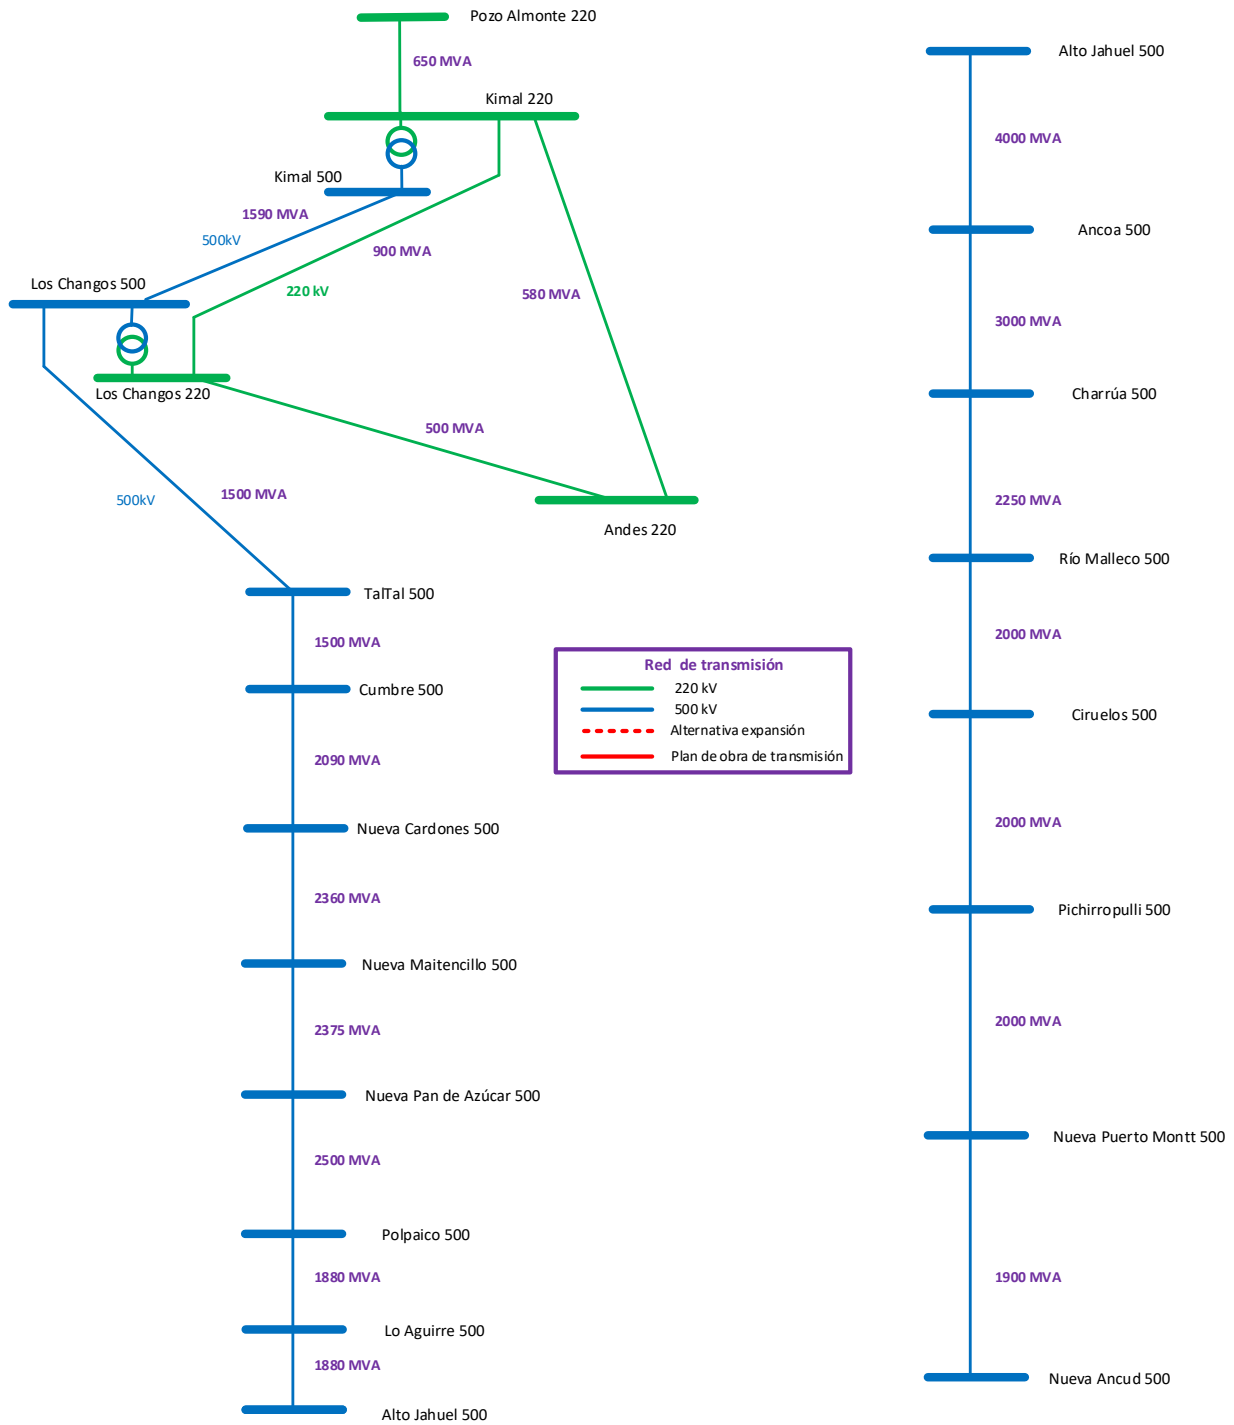 Pozo Almonte 220
650 MVA
Kimal 220
Kimal 500
1590 MVA
500kV
900 MVA
220 kV
580 MVA
Los Changos 500
Los Changos 220
500 MVA
500kV
1500 MVA
Andes 220
TalTal 500
1500 MVA
Cumbre 500
2090 MVA
Nueva Cardones 500
2360 MVA
Nueva Maitencillo 500
2375 MVA
Nueva Pan de Azúcar 500
2500 MVA
Polpaico 500
1880 MVA
Lo Aguirre 500
1880 MVA
Alto Jahuel 500
Red de transmisión
220 kV
500 kV
Alternativa expansión
Plan de obra de transmisión
Alto Jahuel 500
4000 MVA
Ancoa 500
3000 MVA
Charrúa 500
2250 MVA
Río Malleco 500
2000 MVA
Ciruelos 500
2000 MVA
Pichirropulli 500
2000 MVA
Nueva Puerto Montt 500
1900 MVA
Nueva Ancud 500